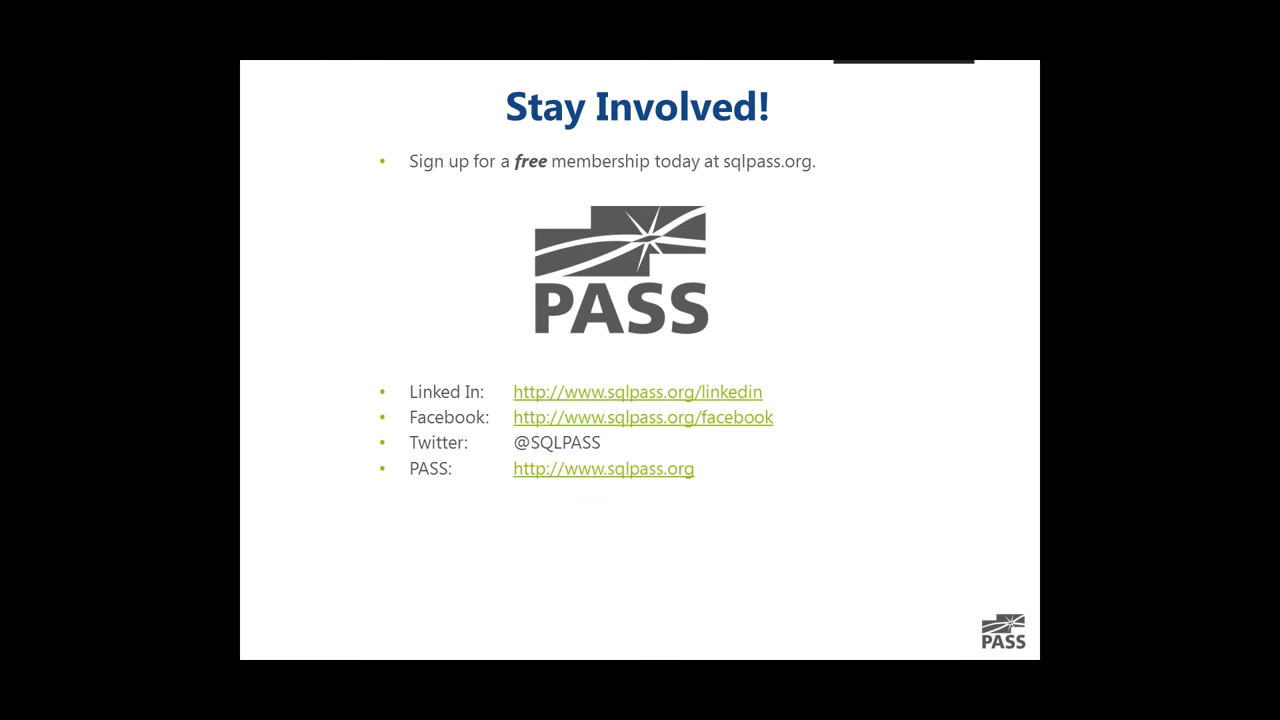 Stay Involved!
• Sign up for a free membership today at sqlpass.org.
PASS
• Linked In: http://www.sqlpass.org/linkedin
• Facebook: http://www.sqlpass.org/facebook
• Twitter: @SQLPASS
• PASS: http://www.sqlpass.org
PASS